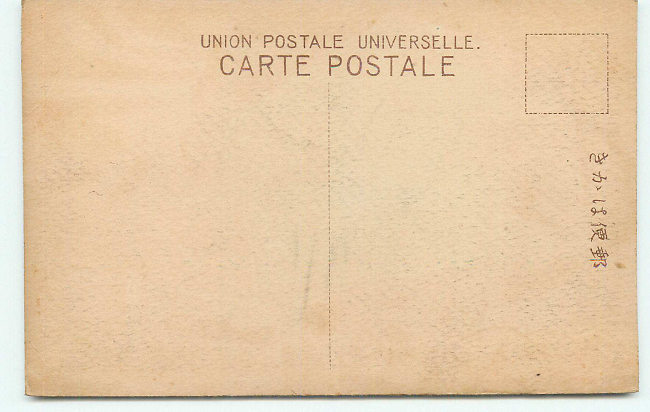 UNION POSTALE UNIVERSELLE.
CARTE POSTALE
きかは便郵